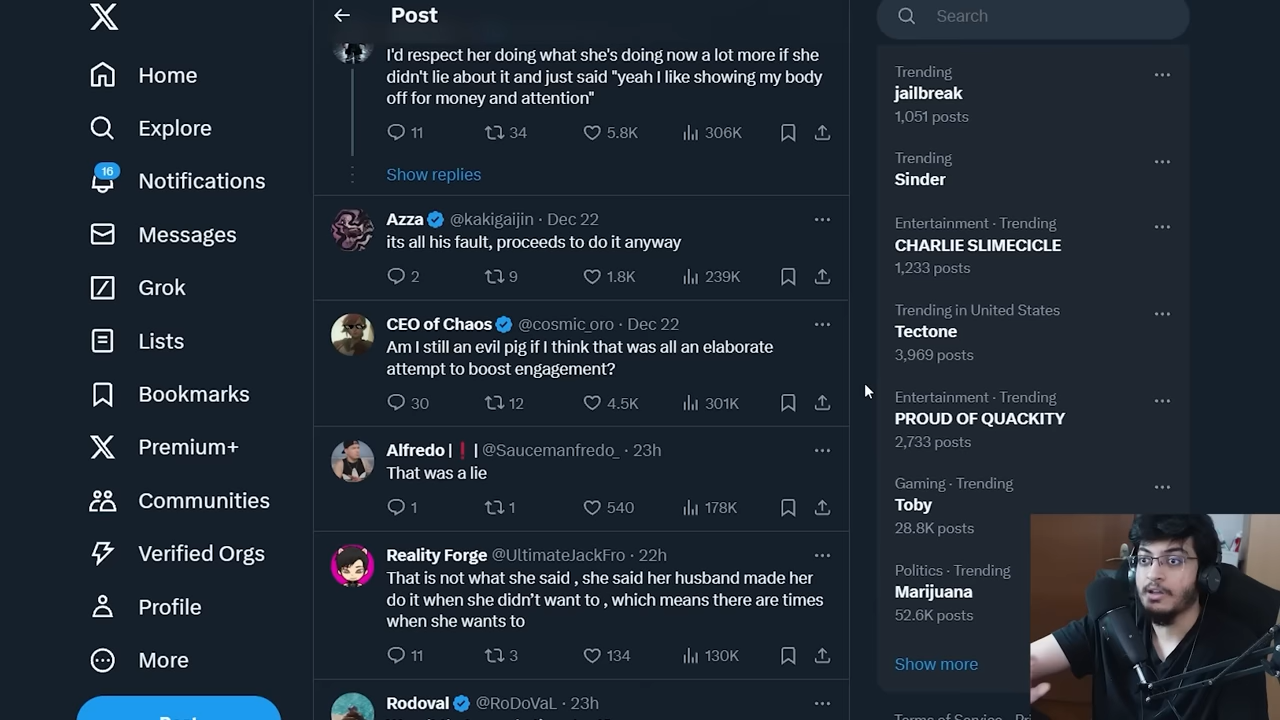 Home
Explore
16
Notifications
Messages
Grok
Lists
Bookmarks
Premium+
Communities
Verified Orgs
Profile
More
Post
I'd respect her doing what she's doing now a lot more if she
didn't lie about it and just said "yeah I like showing my body
off for money and attention"
11 34 5.8K 306K
Show replies
Azza @kakigaijin · Dec 22
its all his fault, proceeds to do it anyway
2 9 1.8K 239K
CEO of Chaos @cosmic_oro · Dec 22
Am I still an evil pig if I think that was all an elaborate
attempt to boost engagement?
30 12 4.5K 301K
Alfredo |❗| @Saucemanfredo_ · 23h
That was a lie
1 1 540 178K
Reality Forge @UltimateJackFro · 22h
That is not what she said , she said her husband made her
do it when she didn’t want to , which means there are times
when she wants to
11 3 134 130K
Rodoval @RoDoVaL · 23h
Search
Trending
jailbreak
1,051 posts
Trending
Sinder
Entertainment · Trending
CHARLIE SLIMECICLE
1,233 posts
Trending in United States
Tectone
3,969 posts
Entertainment · Trending
PROUD OF QUACKITY
2,733 posts
Gaming · Trending
Toby
28.8K posts
Politics · Trending
Marijuana
52.6K posts
Show more
Terms of Service